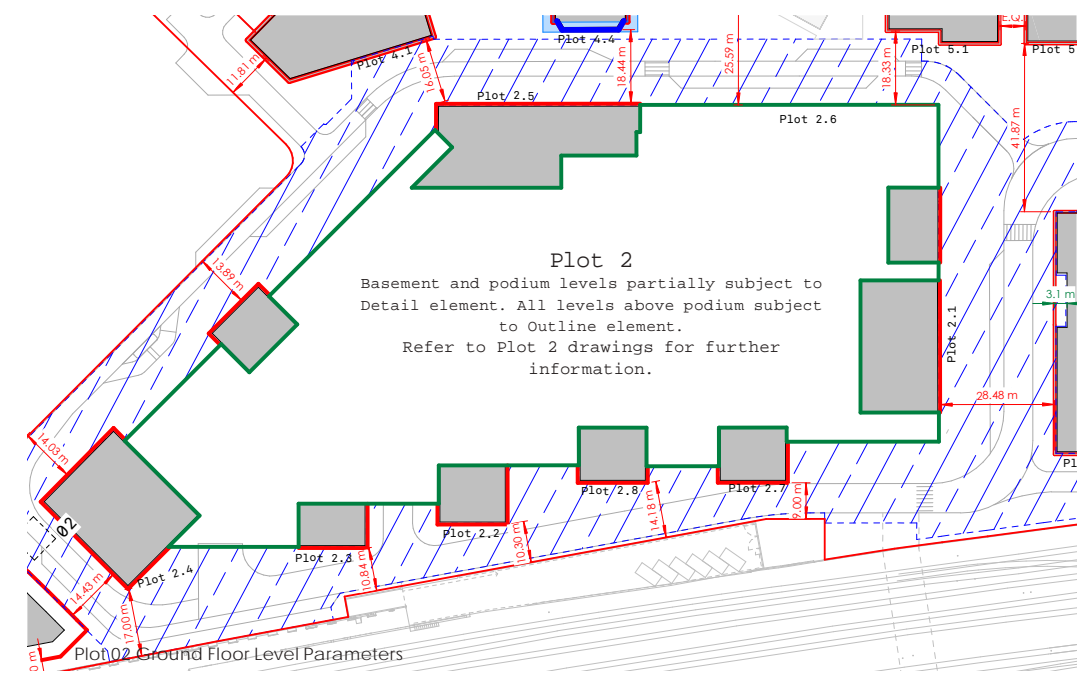 E.Q.
Plot 4.4
Plot 5.1
Plot 5
Plot 4.1
11.81 m
16.05 m
18.44 m
25.59 m
18.33 m
Plot 2.5
Plot 2.6
41.87 m
Plot 2
Basement and podium levels partially subject to
Detail element. All levels above podium subject
to Outline element.
Refer to Plot 2 drawings for further
information.
13.89 m
3.1 m
Plot 2.1
28.48 m
14.03 m
Plot 2.8
Plot 2.7
9.00 m
14.18 m
02
Plot 2.2
10.30 m
Plot 2.3
10.84 m
Plot 2.4
14.43 m
17.00 m
Plot 02 Ground Floor Level Parameters